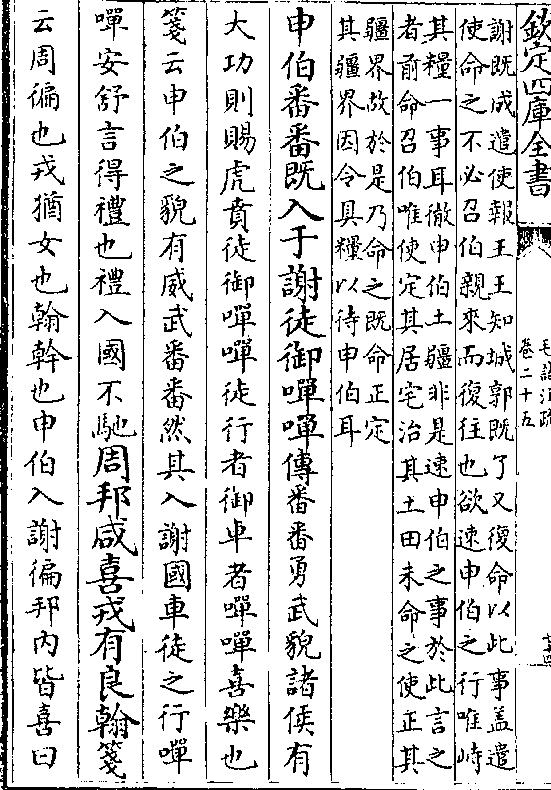 欽定四庫全書
毛詩注疏
卷二十五
謝既成遣使報王王知城郭既了又復命以此事盖遣
使命之不必召伯親來而復往也欲速申伯之行唯峙
其糧一事耳徹申伯土疆非是速申伯之事於此言之
者前命召伯唯使定其居宅治其土田未命之使正其
疆界故於是乃命之既命正定
其疆界因令具糧以待申伯耳
申伯番番既入于謝徒御嘽嘽傳番番勇武貌諸侯有
大功則賜虎賁徒御嘽嘽徒行者御車者嘽嘽喜樂也
箋云申伯之貌有威武番番然其入謝國車徒之行嘽
嘽安舒言得禮也禮入國不馳周邦咸喜戎有良翰箋
云周徧也戎猶女也翰幹也申伯入謝徧邦内皆喜曰